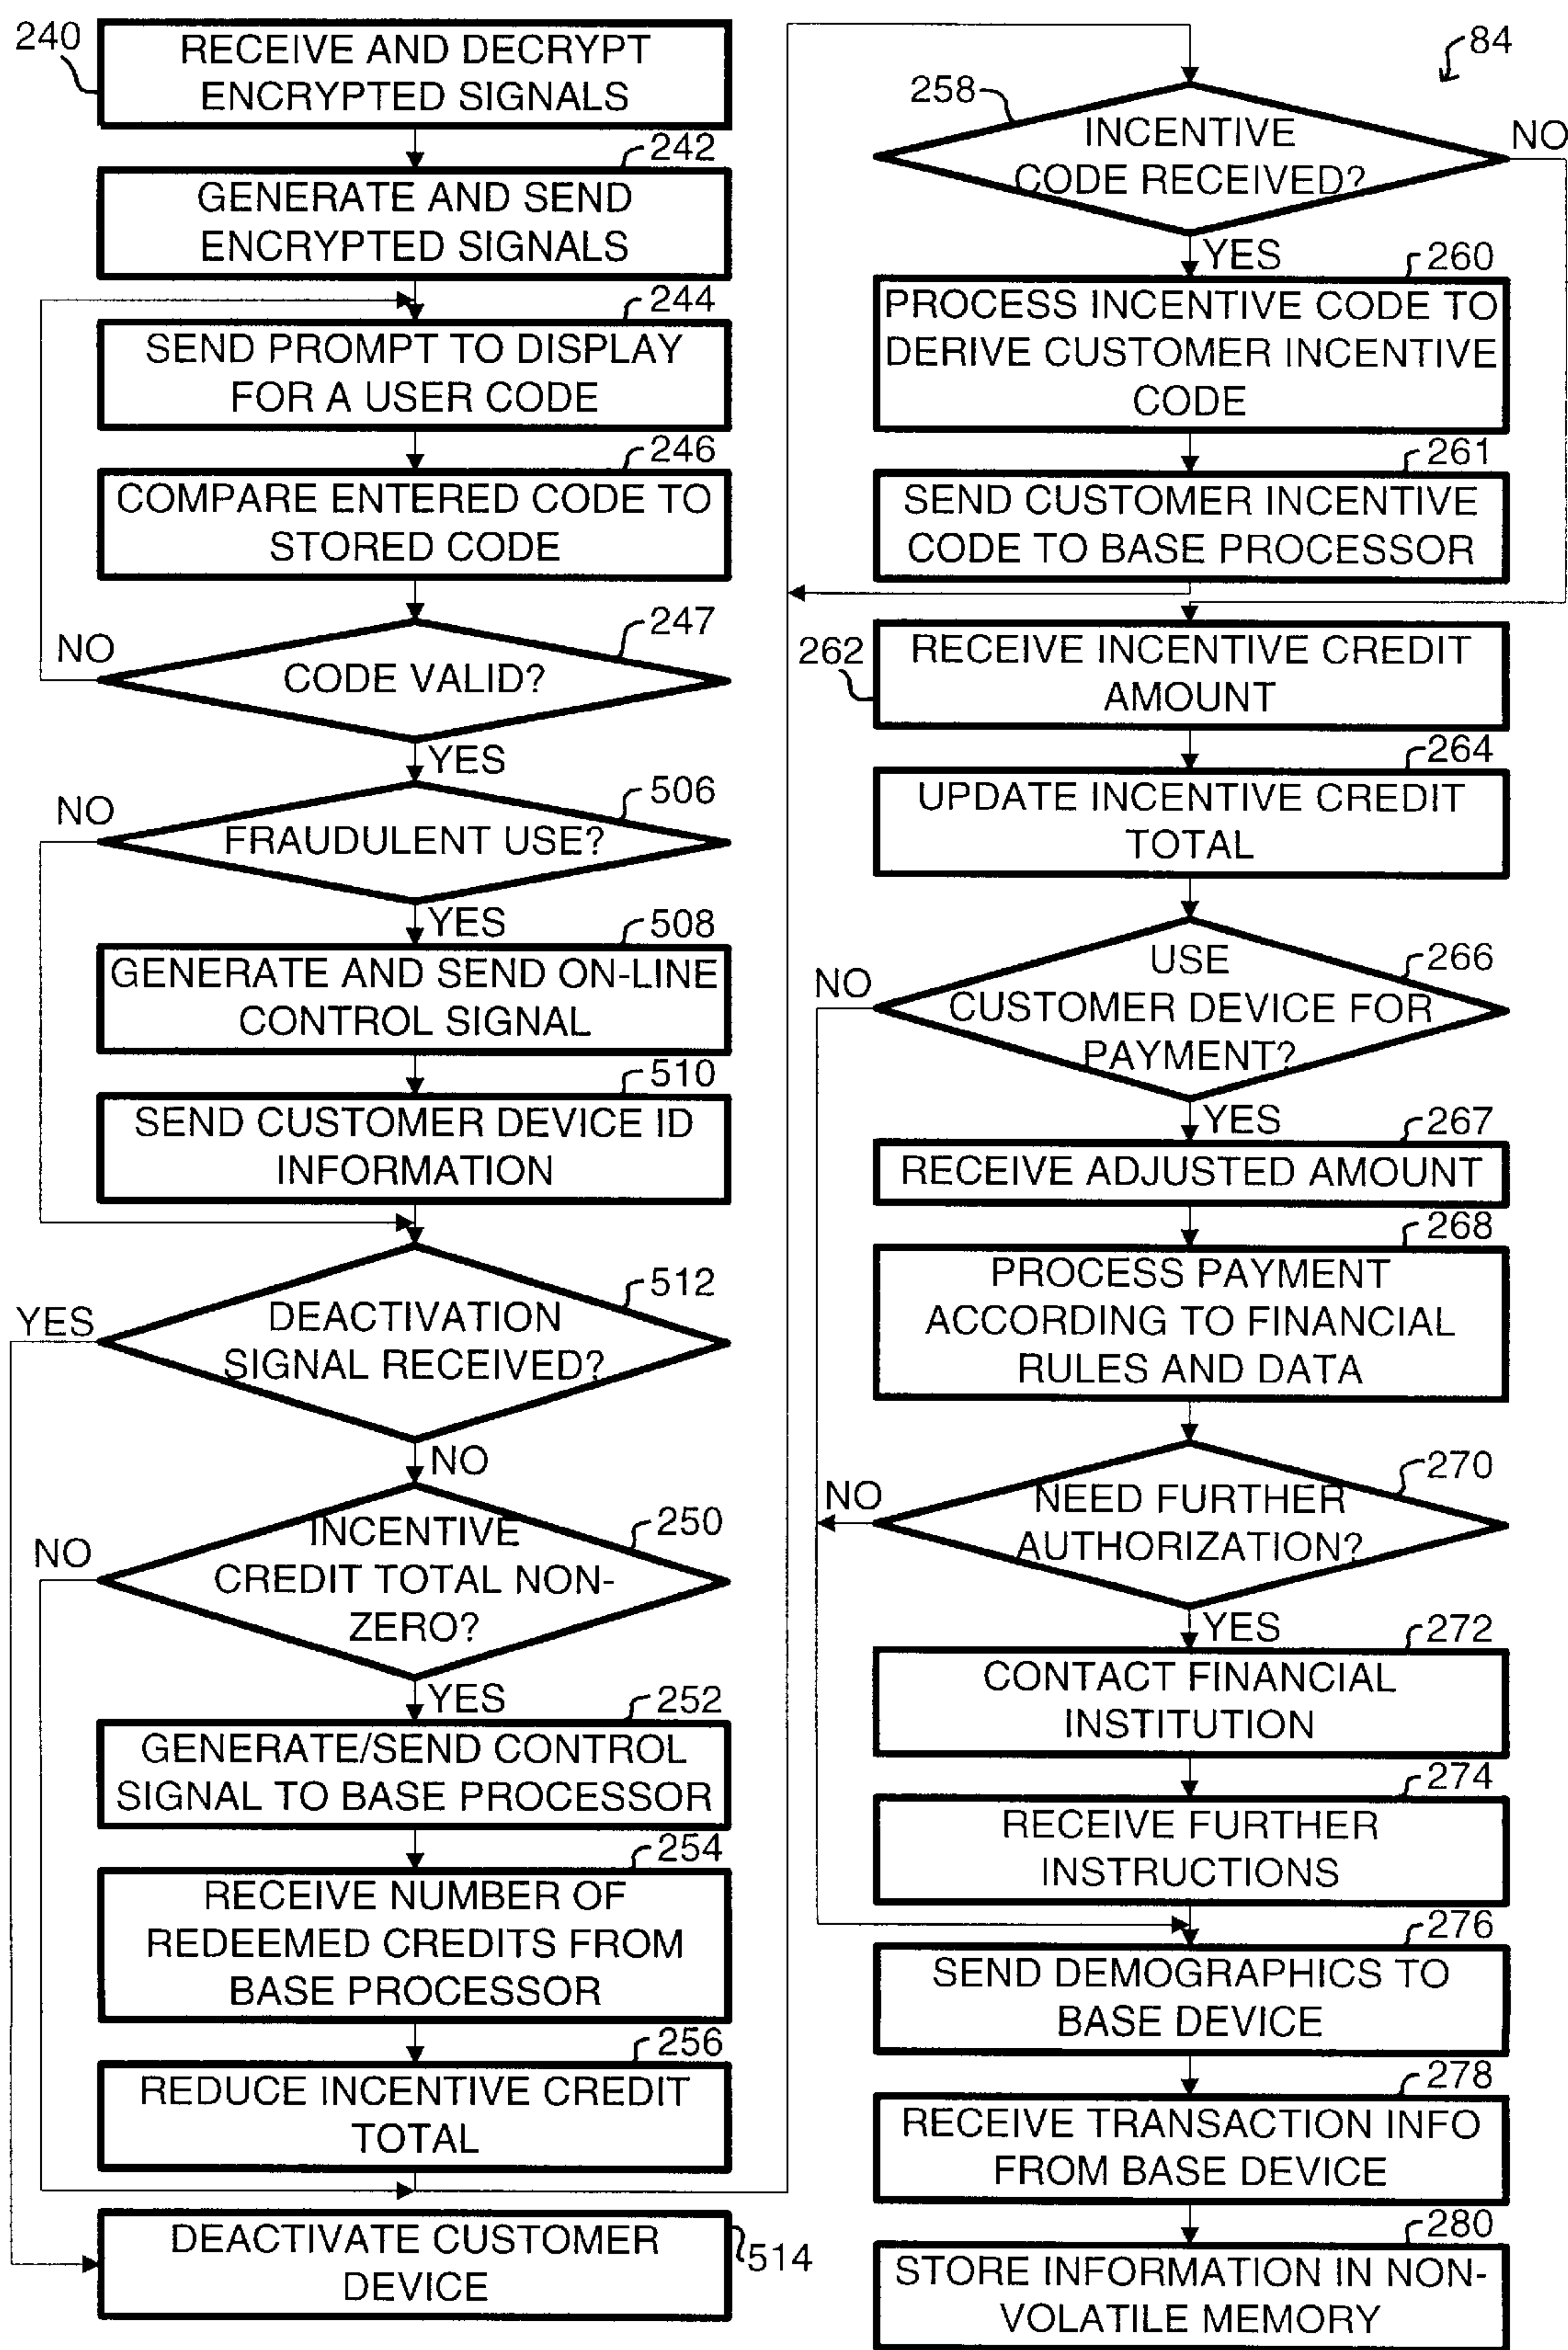 240
RECEIVE AND DECRYPT
ENCRYPTED SIGNALS
242
GENERATE AND SEND
ENCRYPTED SIGNALS
244
SEND PROMPT TO DISPLAY
FOR A USER CODE
246
COMPARE ENTERED CODE TO
STORED CODE
247
NO
CODE VALID?
YES
506
NO
FRAUDULENT USE?
YES
508
GENERATE AND SEND ON-LINE
CONTROL SIGNAL
510
SEND CUSTOMER DEVICE ID
INFORMATION
512
YES
DEACTIVATION
SIGNAL RECEIVED?
NO
250
NO
INCENTIVE
CREDIT TOTAL NON-
ZERO?
YES
252
GENERATE/SEND CONTROL
SIGNAL TO BASE PROCESSOR
254
RECEIVE NUMBER OF
REDEEMED CREDITS FROM
BASE PROCESSOR
256
REDUCE INCENTIVE CREDIT
TOTAL
DEACTIVATE CUSTOMER
DEVICE
514
84
258
INCENTIVE
CODE RECEIVED?
NO
YES
260
PROCESS INCENTIVE CODE TO
DERIVE CUSTOMER INCENTIVE
CODE
261
SEND CUSTOMER INCENTIVE
CODE TO BASE PROCESSOR
262
RECEIVE INCENTIVE CREDIT
AMOUNT
264
UPDATE INCENTIVE CREDIT
TOTAL
266
NO
USE
CUSTOMER DEVICE FOR
PAYMENT?
YES
267
RECEIVE ADJUSTED AMOUNT
268
PROCESS PAYMENT
ACCORDING TO FINANCIAL
RULES AND DATA
270
NO
NEED FURTHER
AUTHORIZATION?
YES
272
CONTACT FINANCIAL
INSTITUTION
274
RECEIVE FURTHER
INSTRUCTIONS
276
SEND DEMOGRAPHICS TO
BASE DEVICE
278
RECEIVE TRANSACTION INFO
FROM BASE DEVICE
280
STORE INFORMATION IN NON-
VOLATILE MEMORY